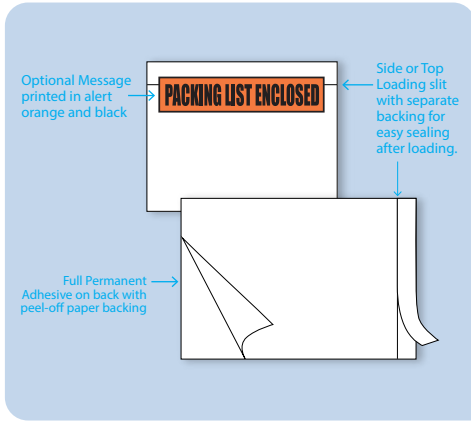 Optional Message
printed in alert
orange and black
PACKING LIST ENCLOSED
Side or Top
Loading slit
with separate
backing for
easy sealing
after loading.
Full Permanent
Adhesive on back with
peel-off paper backing